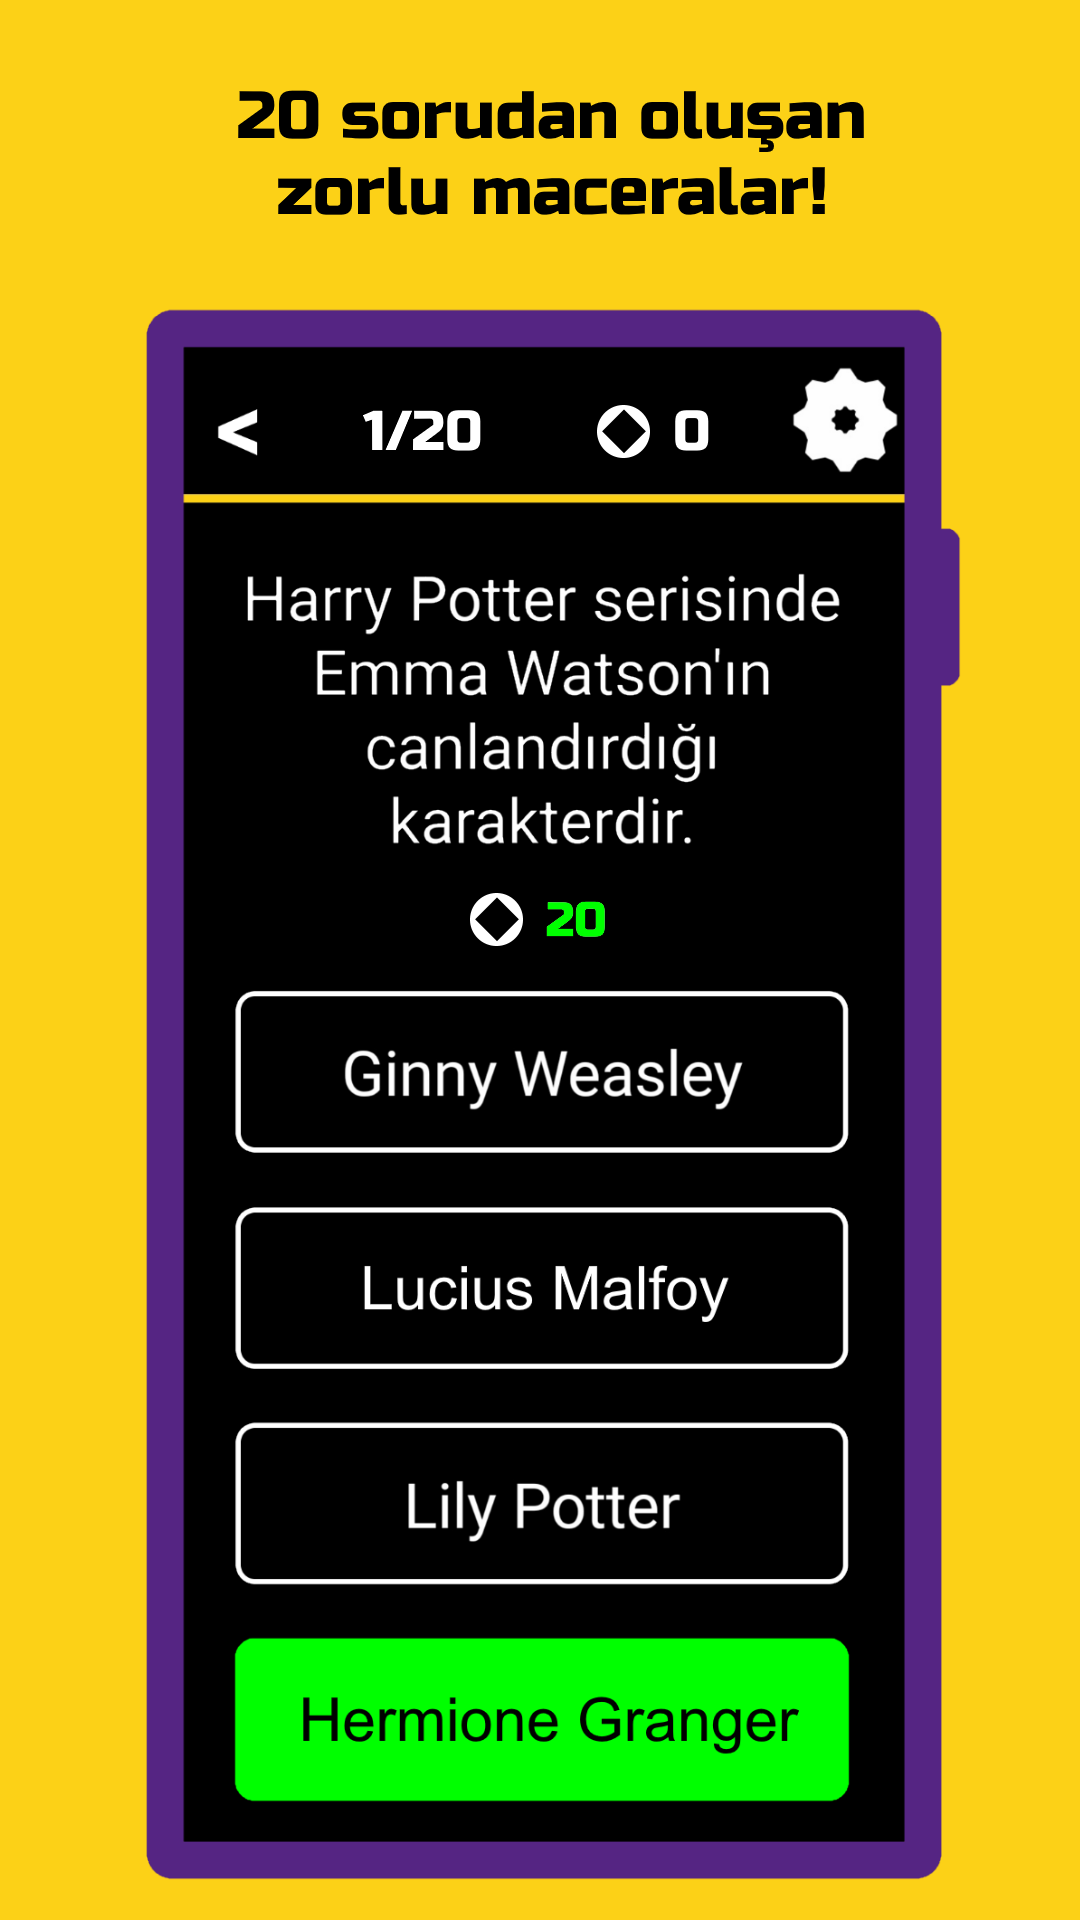 20 sorudan oluşan
zorlu maceralar!
< 1/20 0
Harry Potter serisinde
Emma Watson'ın
canlandırdığı
karakterdir.
20
Ginny Weasley
Lucius Malfoy
Lily Potter
Hermione Granger